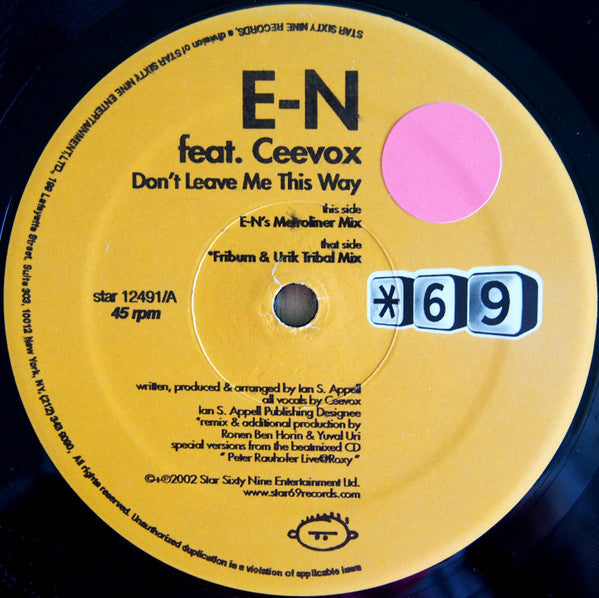 STAR SIXTY NINE RECORDS, a division of STAR SIXTY NINE ENTERTAINMENT, LTD., 199 Lafayette Street, Suite 303, 10012 New York, NY, (212) 343 9090, All rights reserved. Unauthorized duplication is a violation of applicable laws
E-N
feat. Ceevox
Don't Leave Me This Way
this side
E-N's Metroliner Mix
that side
*Friburn & Urik Tribal Mix
star 12491/A
45 rpm
*69
written, produced & arranged by Ian S. Appell
all vocals by Ceevox
Ian S. Appell Publishing Designee
*remix & additional production by
Ronen Ben Horin & Yuval Uri
special versions from the beatmixed CD
" Peter Rauhofer Live@Roxy"
©+℗2002 Star Sixty Nine Entertainment Ltd.
www.star69records.com